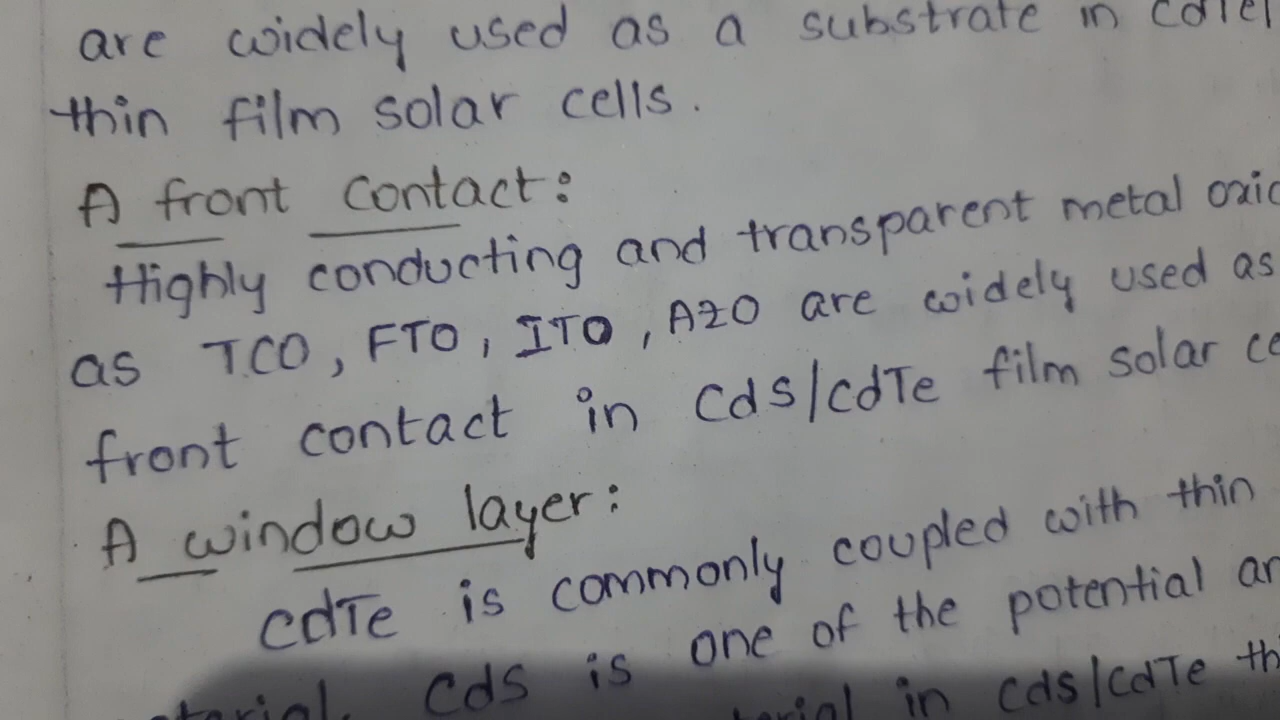 are widely used as a substrate in
thin film solar cells.
A front contact:
Highly conducting and transparent metal
as TCO, FTO, ITO, AZO are widely used as
front contact in Cds/cdTe film solar
A window layer:
cdTe is commonly coupled with thin
Cds is one of the potential
in Cds/CdTe